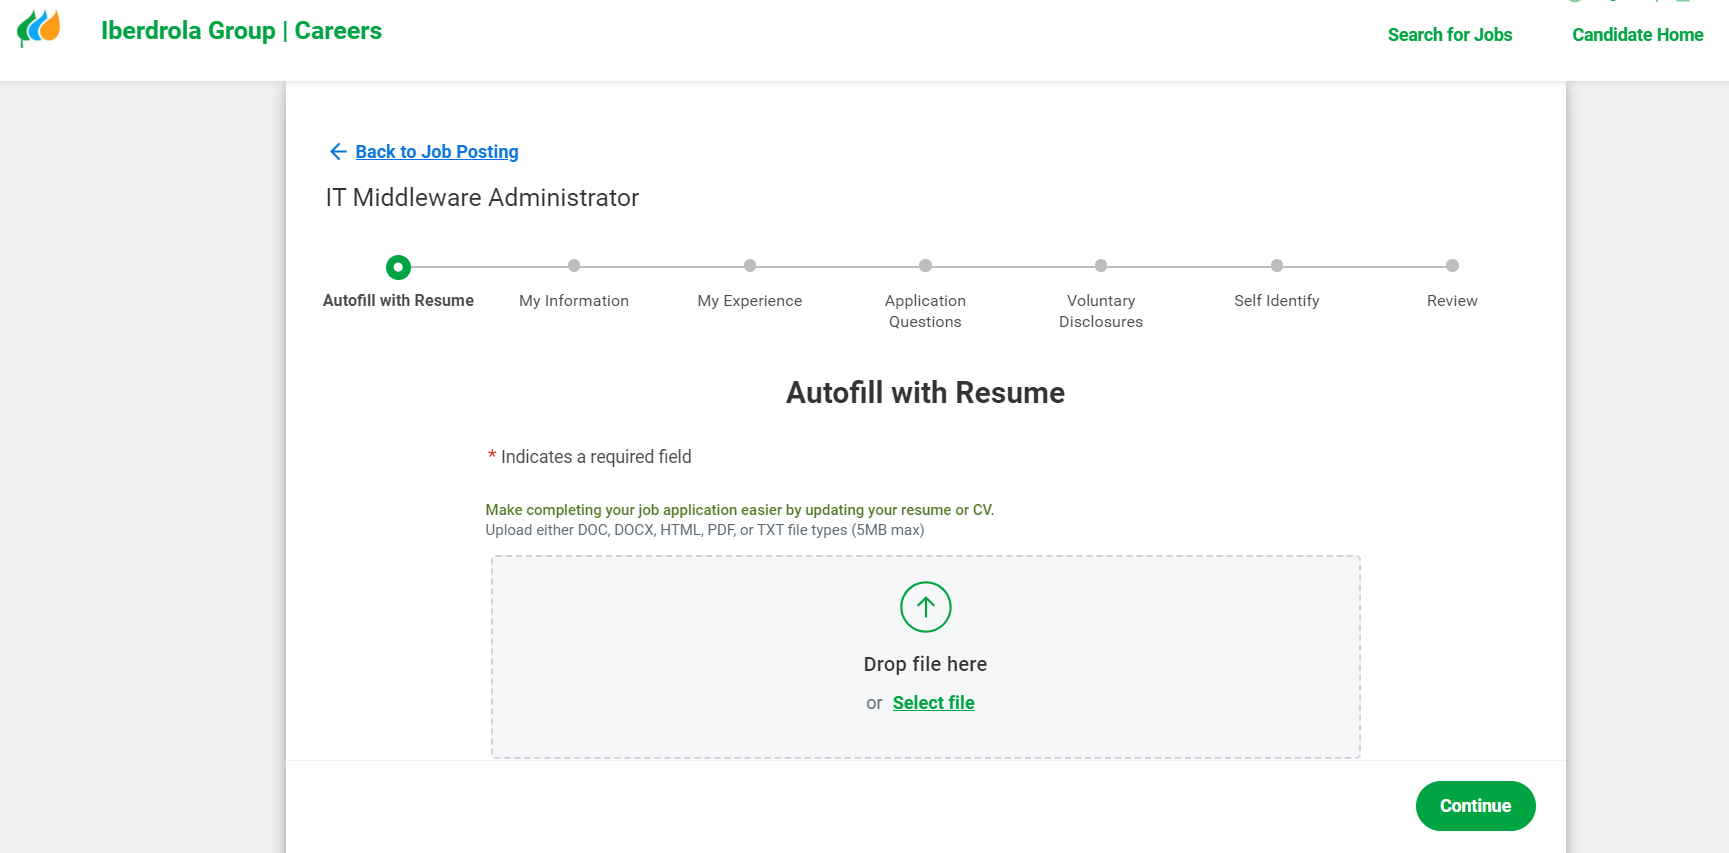 Iberdrola Group | Careers
Search for Jobs
Candidate Home
Back to Job Posting
IT Middleware Administrator
Autofill with Resume
My Information
My Experience
Application
Questions
Voluntary
Disclosures
Self Identify
Review
Autofill with Resume
* Indicates a required field
Make completing your job application easier by updating your resume or CV.
Upload either DOC, DOCX, HTML, PDF, or TXT file types (5MB max)
Drop file here
or Select file
Continue